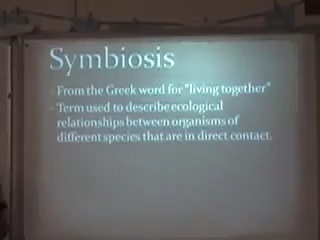 Symbiosis
From the Greek word for "living together"
Term used to describe ecological
relationships between organisms of
different species that are in direct contact.